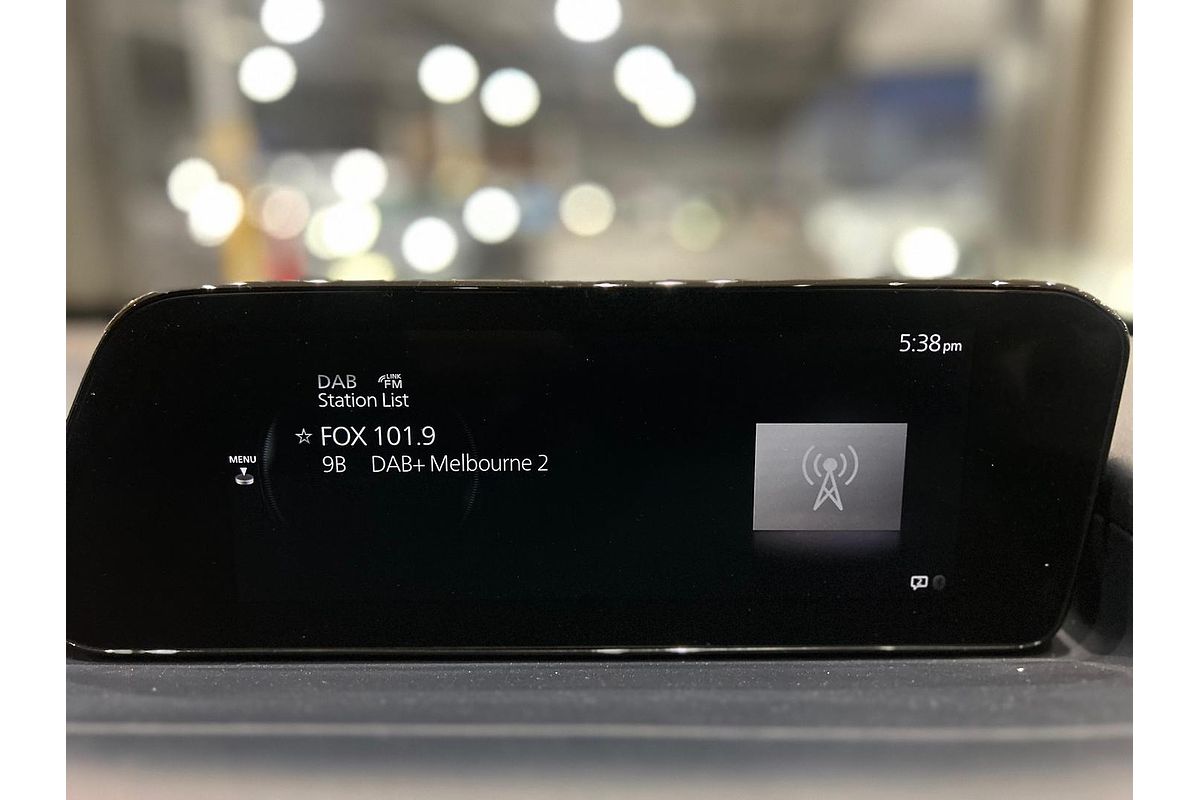 5:38pm
DAB LINK FM
Station List
☆ FOX 101.9
MENU
9B DAB+ Melbourne 2